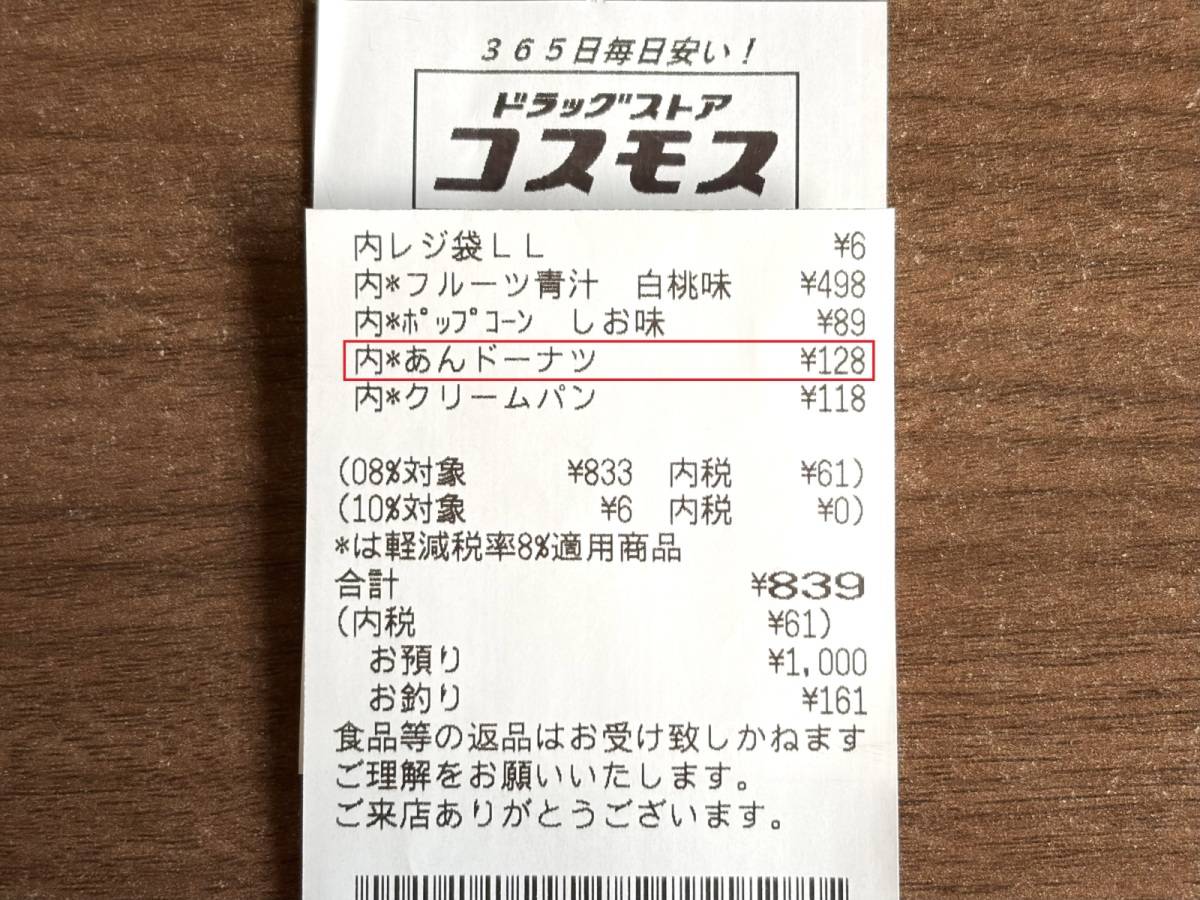 365日毎日安い!
ドラッグストア
コスモス
内レジ袋LL ¥6
内*フルーツ青汁 白桃味 ¥498
内*ポップコーン しお味 ¥89
内*あんドーナツ ¥128
内*クリームパン ¥118
(08%対象 ¥833 内税 ¥61)
(10%対象 ¥6 内税 ¥0)
*は軽減税率8%適用商品
合計 ¥839
(内税 ¥61)
お預り ¥1,000
お釣り ¥161
食品等の返品はお受け致しかねます
ご理解をお願いいたします。
ご来店ありがとうございます。